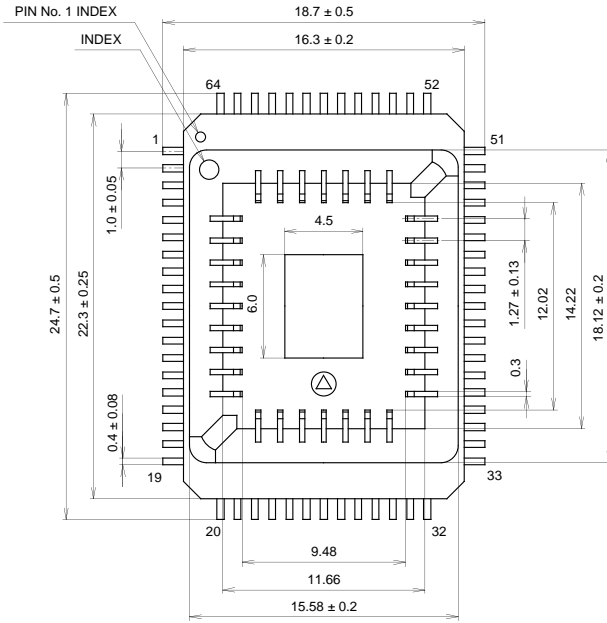 PIN No. 1 INDEX
18.7 ± 0.5
INDEX
16.3 ± 0.2
64
52
1
51
1.0 ± 0.05
4.5
24.7 ± 0.5
22.3 ± 0.25
6.0
1.27 ± 0.13
12.02
14.22
18.12 ± 0.2
0.3
0.4 ± 0.08
19
33
20
32
9.48
11.66
15.58 ± 0.2